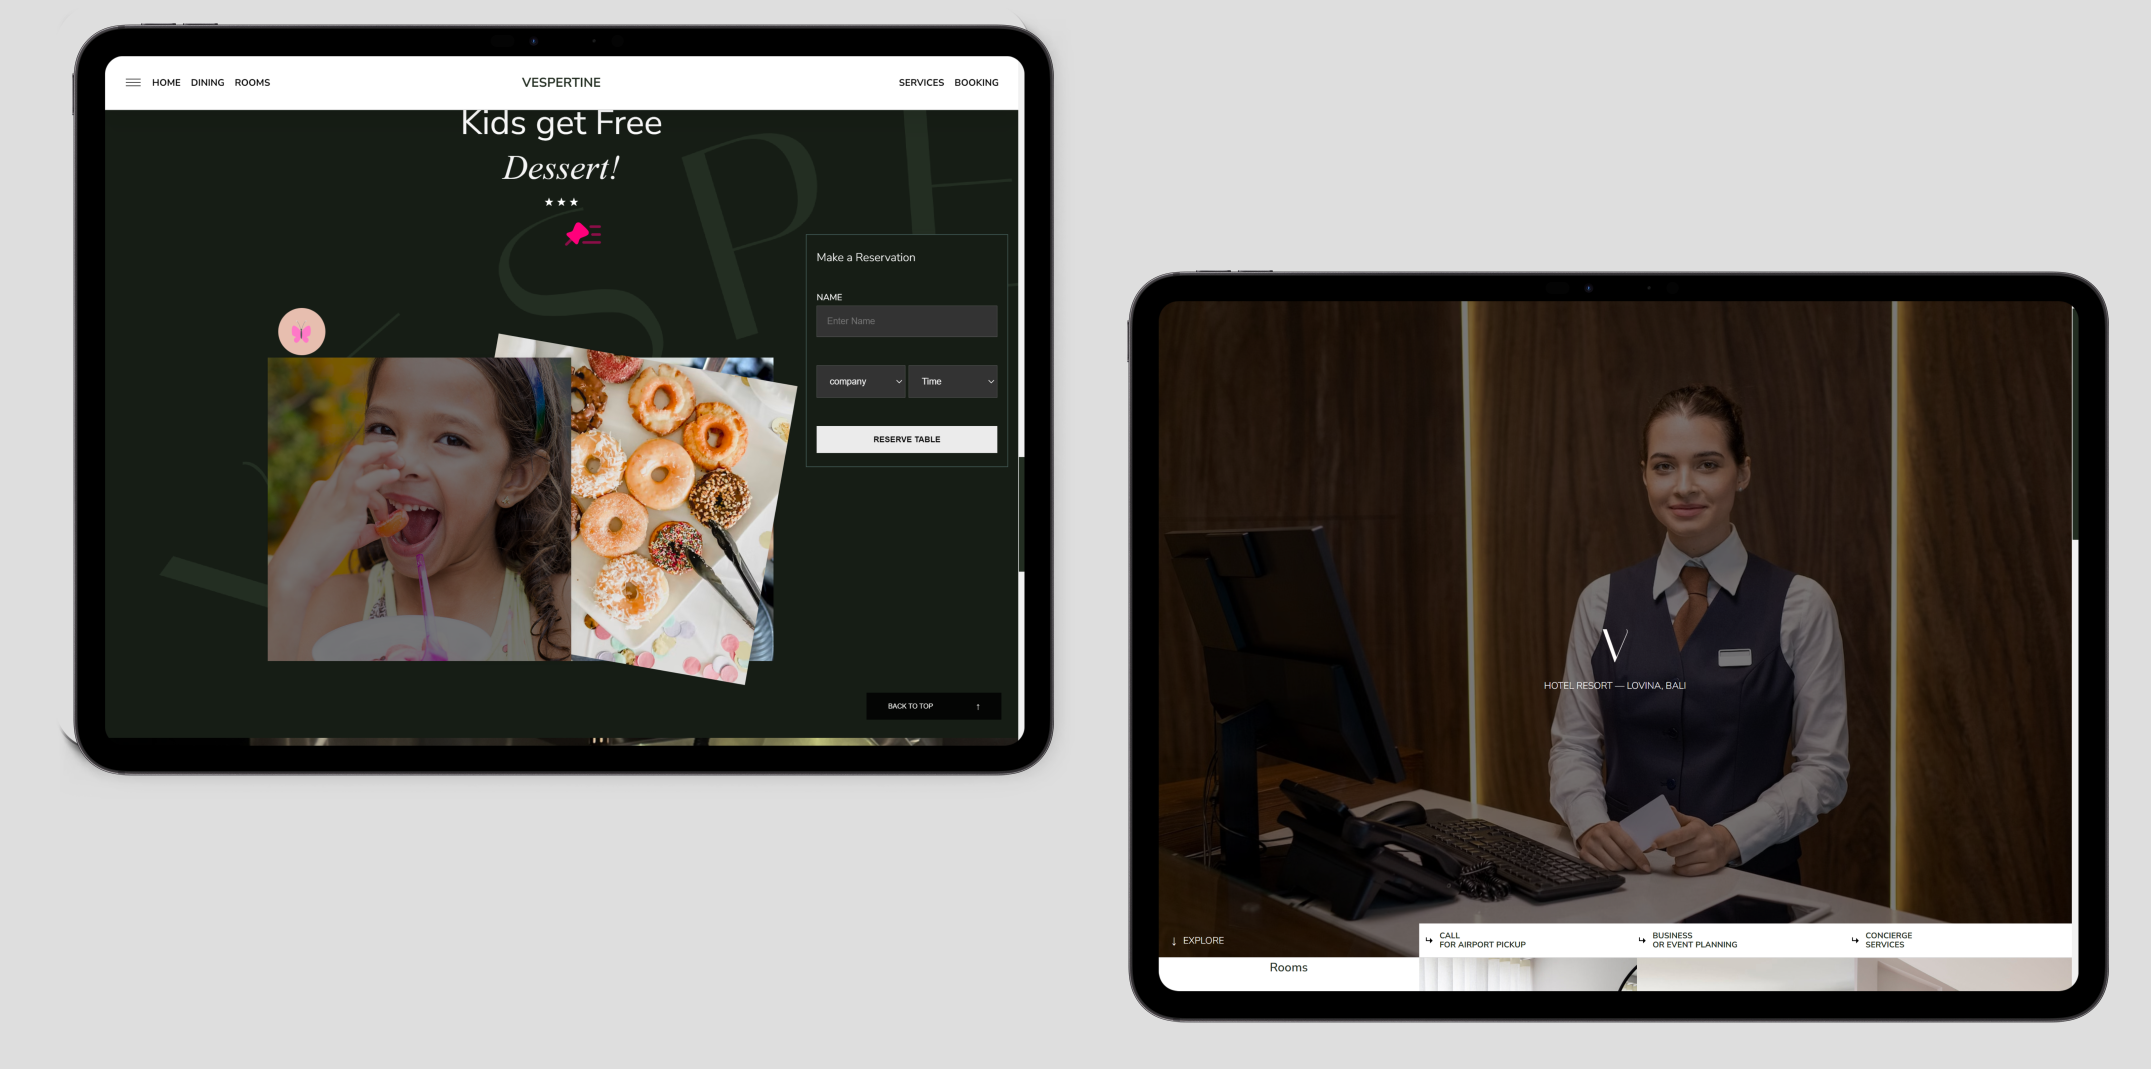 HOME DINING ROOMS
VESPERTINE
SERVICES BOOKING
Kids get Free
Dessert!
Make a Reservation
NAME
Enter Name
company
Time
RESERVE TABLE
BACK TO TOP ↑
V
HOTEL RESORT — LOVINA, BALI
↓ EXPLORE
CALL
FOR AIRPORT PICKUP
BUSINESS
OR EVENT PLANNING
CONCIERGE
SERVICES
Rooms